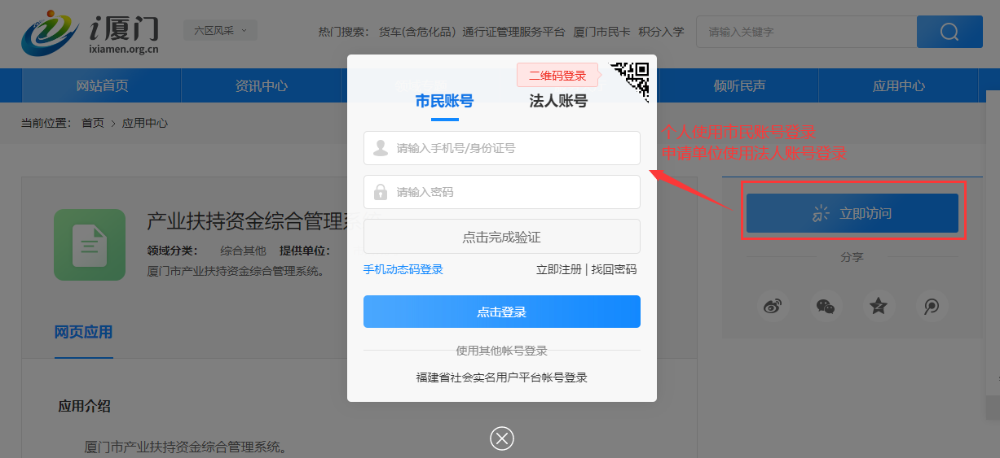 i厦门
ixiamen.org.cn
六区风采
热门搜索： 货车(含危化品）通行证管理服务平台 厦门市民卡 积分入学
请输入关键字
网站首页
资讯中心
倾听民声
应用中心
当前位置： 首页 > 应用中心
二维码登录
市民账号
法人账号
请输入手机号/身份证号
请输入密码
点击完成验证
手机动态码登录
立即注册 | 找回密码
点击登录
使用其他帐号登录
福建省社会实名用户平台帐号登录
个人使用市民账号登录
申请单位使用法人账号登录
立即访问
分享
产业扶持资金综合管理系
领域分类： 综合其他 提供单位：
厦门市产业扶持资金综合管理系统。
网页应用
应用介绍
厦门市产业扶持资金综合管理系统。